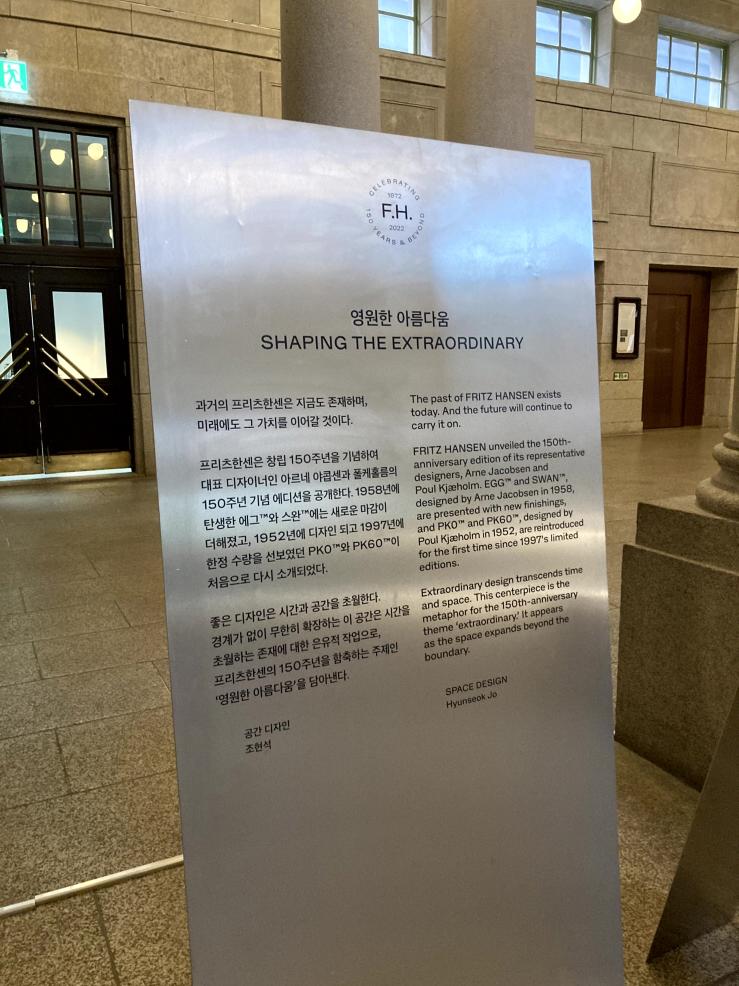 CELEBRATING
1872
F.H.
2022
150 YEARS & BEYOND
영원한 아름다움
SHAPING THE EXTRAORDINARY
과거의 프리츠한센은 지금도 존재하며,
미래에도 그 가치를 이어갈 것이다.
프리츠한센은 창립 150주년을 기념하여
대표 디자이너인 아르네 야콥센과 폴케홀름의
150주년 기념 에디션을 공개한다. 1958년에
탄생한 에그™와 스완™에는 새로운 마감이
더해졌고, 1952년에 디자인 되고 1997년에
한정 수량을 선보였던 PK0™와 PK60™이
처음으로 다시 소개되었다.
좋은 디자인은 시간과 공간을 초월한다.
경계가 없이 무한히 확장하는 이 공간은 시간을
초월하는 존재에 대한 은유적 작업으로,
프리츠한센의 150주년을 함축하는 주제인
‘영원한 아름다움’을 담아낸다.
공간 디자인
조현석
The past of FRITZ HANSEN exists
today. And the future will continue to
carry it on.
FRITZ HANSEN unveiled the 150th-
anniversary edition of its representative
designers, Arne Jacobsen and
Poul Kjæholm. EGG™ and SWAN™,
designed by Arne Jacobsen in 1958,
are presented with new finishings,
and PK0™ and PK60™, designed by
Poul Kjæholm in 1952, are reintroduced
for the first time since 1997's limited
editions.
Extraordinary design transcends time
and space. This centerpiece is the
metaphor for the 150th-anniversary
theme ‘extraordinary.’ It appears
as the space expands beyond the
boundary.
SPACE DESIGN
Hyunseok Jo